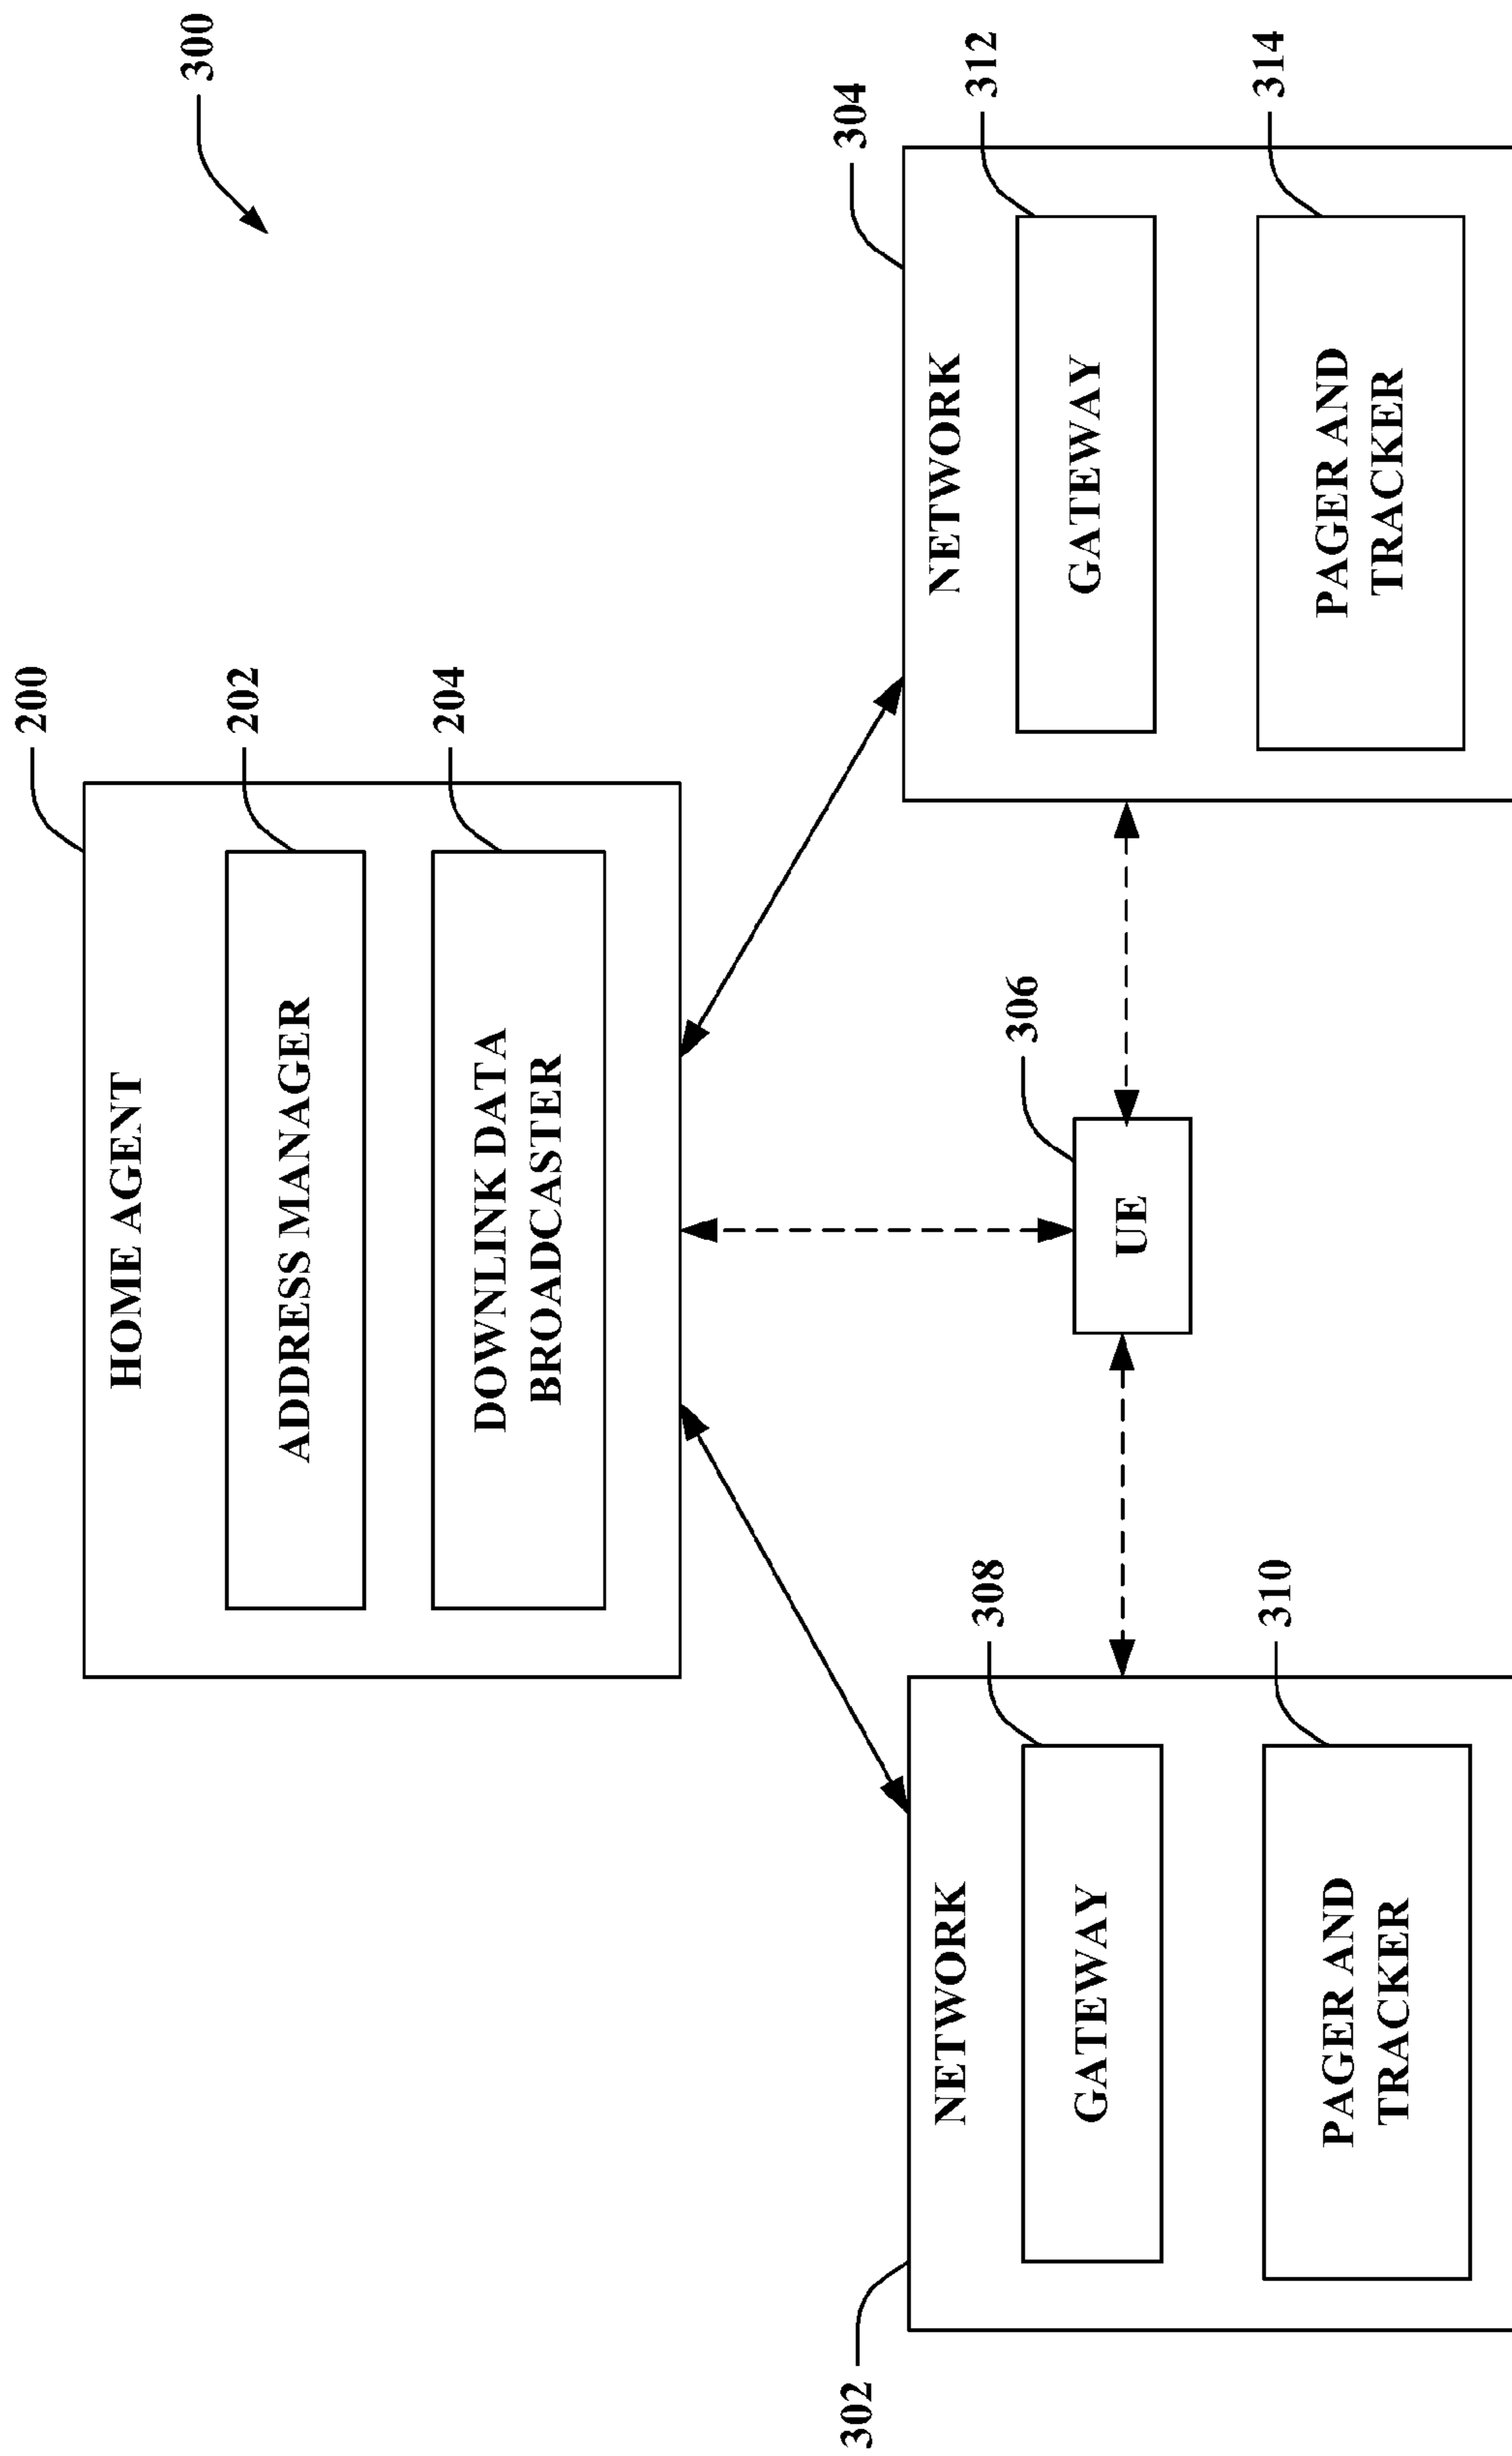 300
200
HOME AGENT
202
ADDRESS MANAGER
204
DOWNLINK DATA
BROADCASTER
302
NETWORK
308
GATEWAY
310
PAGER AND
TRACKER
306
UE
304
NETWORK
312
GATEWAY
314
PAGER AND
TRACKER